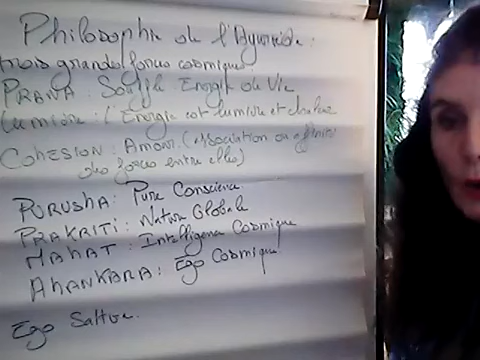 Philosophie de l'Ayurvéda :
trois grandes forces cosmiques
PRANA : Souffle Energie de Vie
Lumière : l'Energie est lumière et chaleur
COHESION : Amour (association ou affinité
des forces entre elles)
PURUSHA : Pure Conscience
PRAKRITI : Nature Globale
MAHAT : Intelligence Cosmique
AHANKARA : Ego Cosmique
Ego